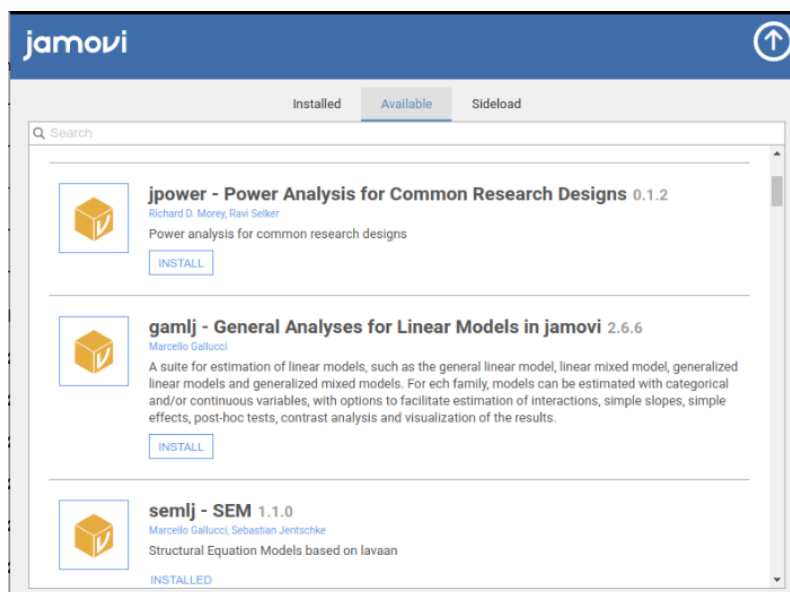 jamovi
Installed Available Sideload
Search
jpower - Power Analysis for Common Research Designs 0.1.2
Richard D. Morey, Ravi Selker
Power analysis for common research designs
INSTALL
gamlj - General Analyses for Linear Models in jamovi 2.6.6
Marcello Gallucci
A suite for estimation of linear models, such as the general linear model, linear mixed model, generalized
linear models and generalized mixed models. For ech family, models can be estimated with categorical
and/or continuous variables, with options to facilitate estimation of interactions, simple slopes, simple
effects, post-hoc tests, contrast analysis and visualization of the results.
INSTALL
semlj - SEM 1.1.0
Marcello Gallucci, Sebastian Jentschke
Structural Equation Models based on lavaan
INSTALLED